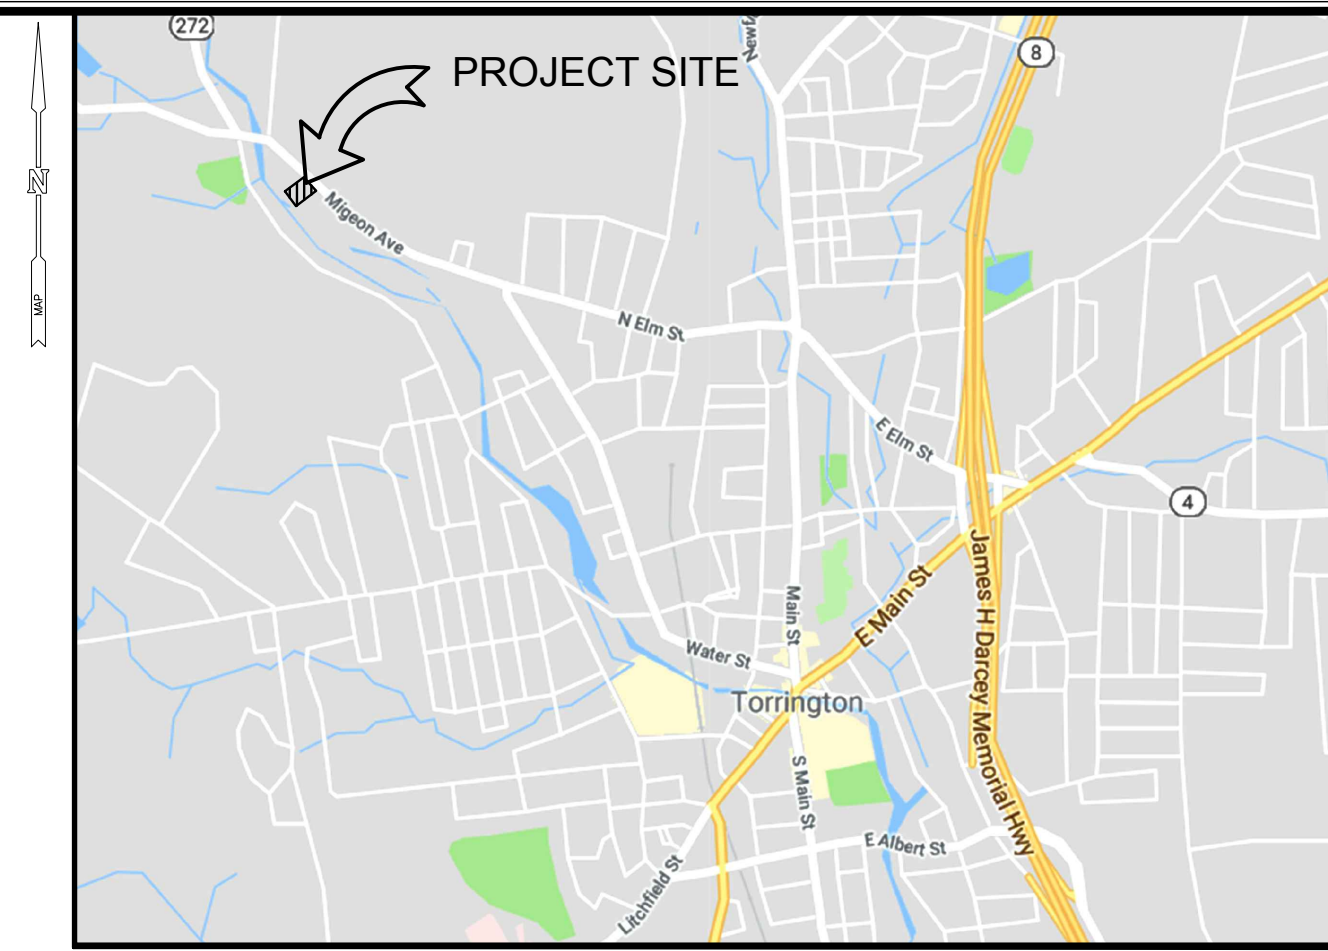 272
PROJECT SITE
8
N
MAP
Migeon Ave
N Elm St
E Elm St
4
James H Darcey Memorial Hwy
Main St
E Main St
Water St
Torrington
S Main St
E Albert St
Litchfield St